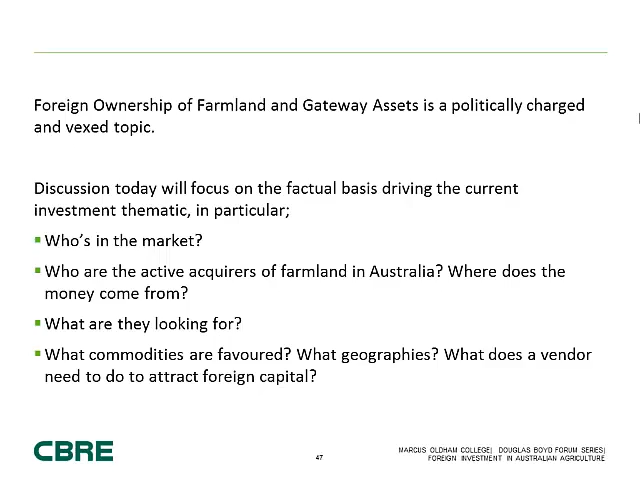 Foreign Ownership of Farmland and Gateway Assets is a politically charged
and vexed topic.
Discussion today will focus on the factual basis driving the current
investment thematic, in particular;
▪ Who's in the market?
▪ Who are the active acquirers of farmland in Australia? Where does the
money come from?
▪ What are they looking for?
▪ What commodities are favoured? What geographies? What does a vendor
need to do to attract foreign capital?
CBRE
47
MARCUS OLDHAM COLLEGE| DOUGLAS BOYD FORUM SERIES|
FOREIGN INVESTMENT IN AUSTRALIAN AGRICULTURE